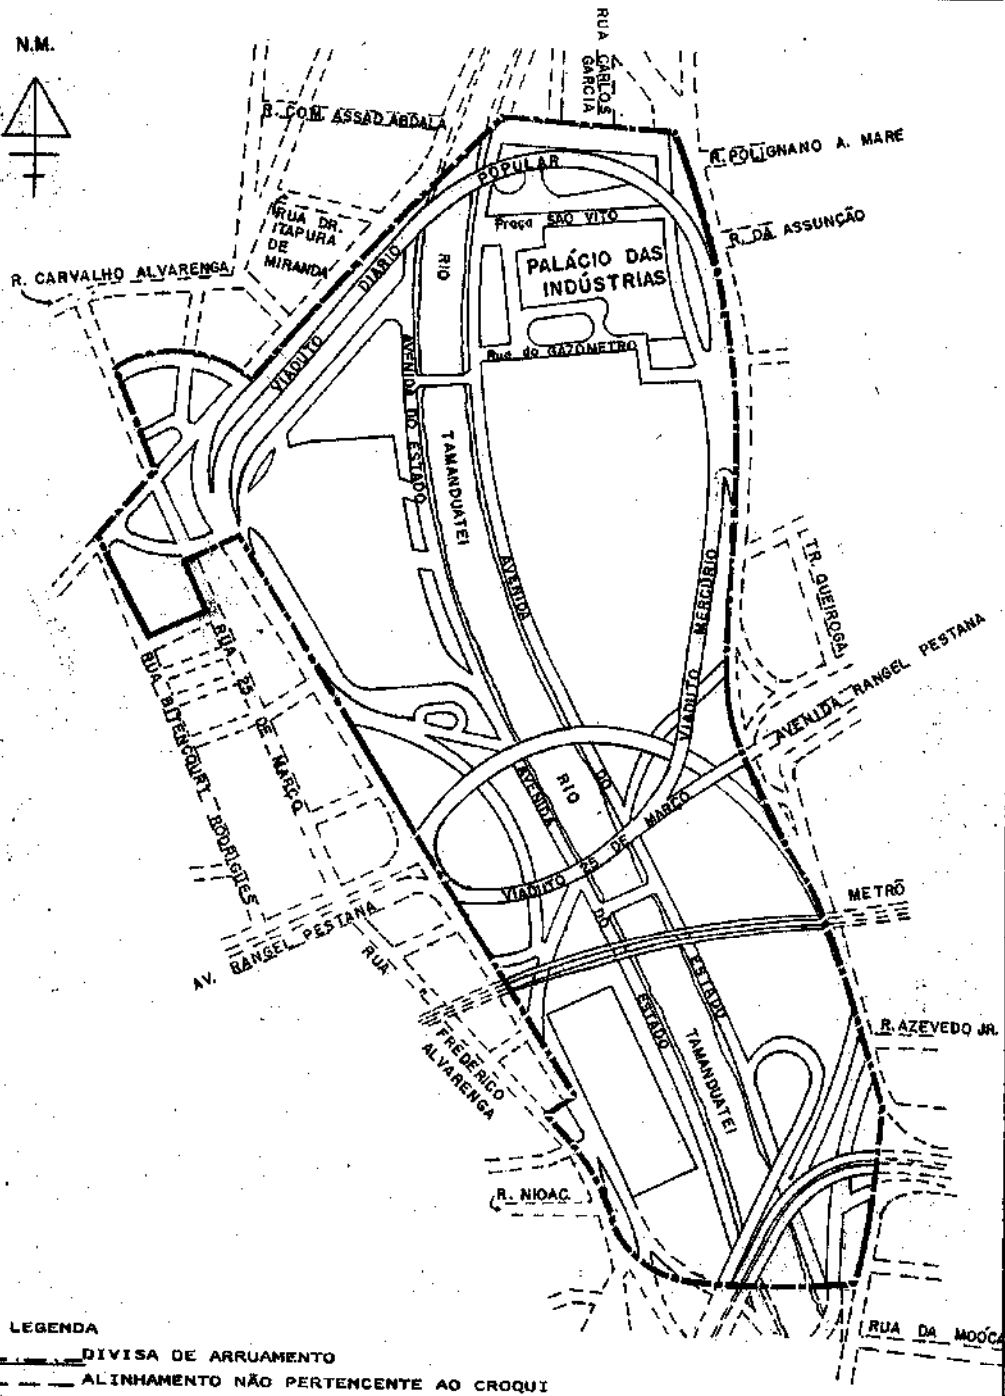 N.M.
RUA CARLOS
GARCIA
R. COM. ASSAD ABDALA
R. POLIGNANO A. MARE
POPULAR
RUA DR.
ITAPURA
DE
MIRANDA
Praça SÃO VITO
R. DA ASSUNÇÃO
R. CARVALHO ALVARENGA
DIARIO
RIO
PALÁCIO DAS
INDÚSTRIAS
VIADUTO
AVENIDA DO ESTADO
Rua do GAZOMETRO
TAMANDUATEI
AVENIDA
VIADUTO MERCURIO
TR. QUEIROGA
RUA BITENCOURT RODRIGUES
RUA 25 DE MARÇO
AVENIDA RANGEL PESTANA
AVENIDA
RIO
DO
VIADUTO 25 DE MARÇO
METRÔ
DO
AV. RANGEL PESTANA
RUA
FREDERICO
ALVARENGA
ESTADO
ESTADO
TAMANDUATEI
R. AZEVEDO JR.
R. NIOAC
RUA DA MOÓCA
LEGENDA
DIVISA DE ARRUAMENTO
ALINHAMENTO NÃO PERTENCENTE AO CROQUI